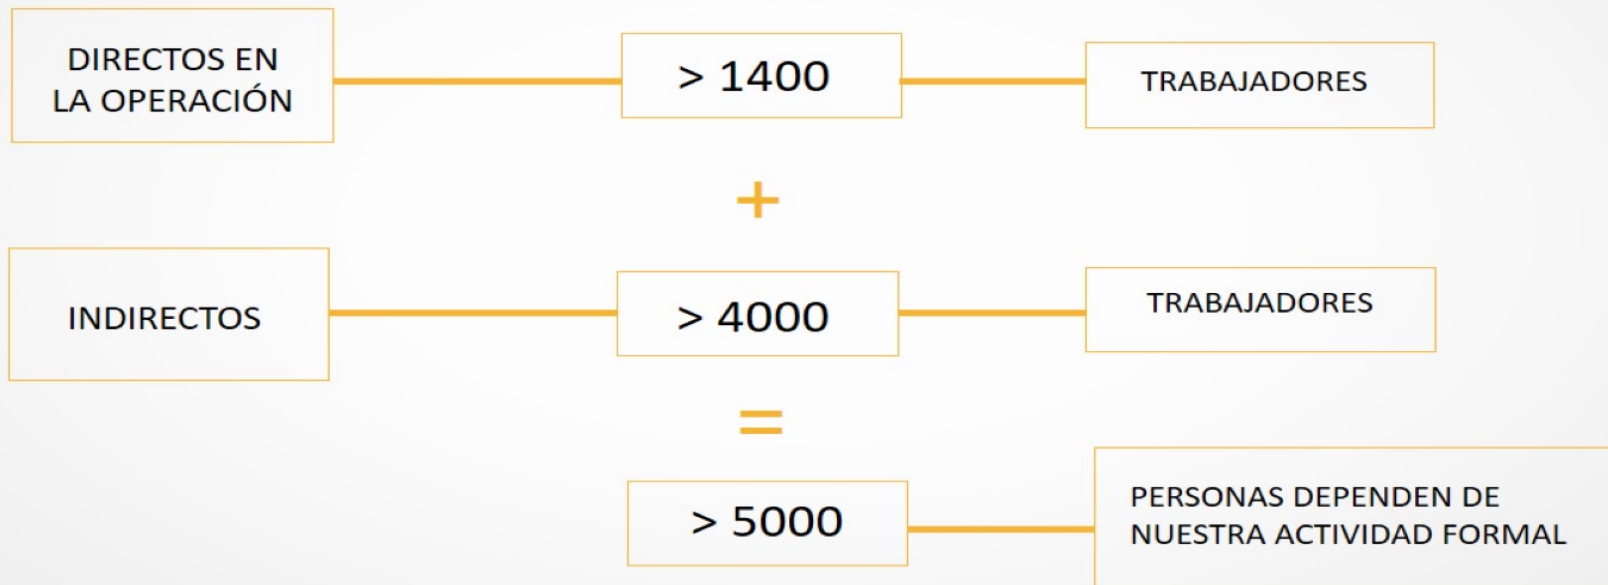 DIRECTOS EN
LA OPERACIÓN
> 1400
TRABAJADORES
+
INDIRECTOS
> 4000
TRABAJADORES
=
> 5000
PERSONAS DEPENDEN DE
NUESTRA ACTIVIDAD FORMAL